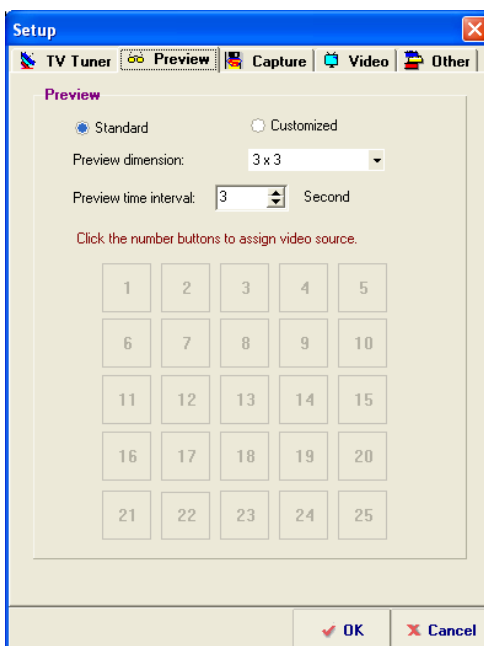 Setup
TV Tuner Preview Capture Video Other
Preview
Standard Customized
Preview dimension: 3 x 3
Preview time interval: 3 Second
Click the number buttons to assign video source.
1 2 3 4 5
6 7 8 9 10
11 12 13 14 15
16 17 18 19 20
21 22 23 24 25
OK Cancel